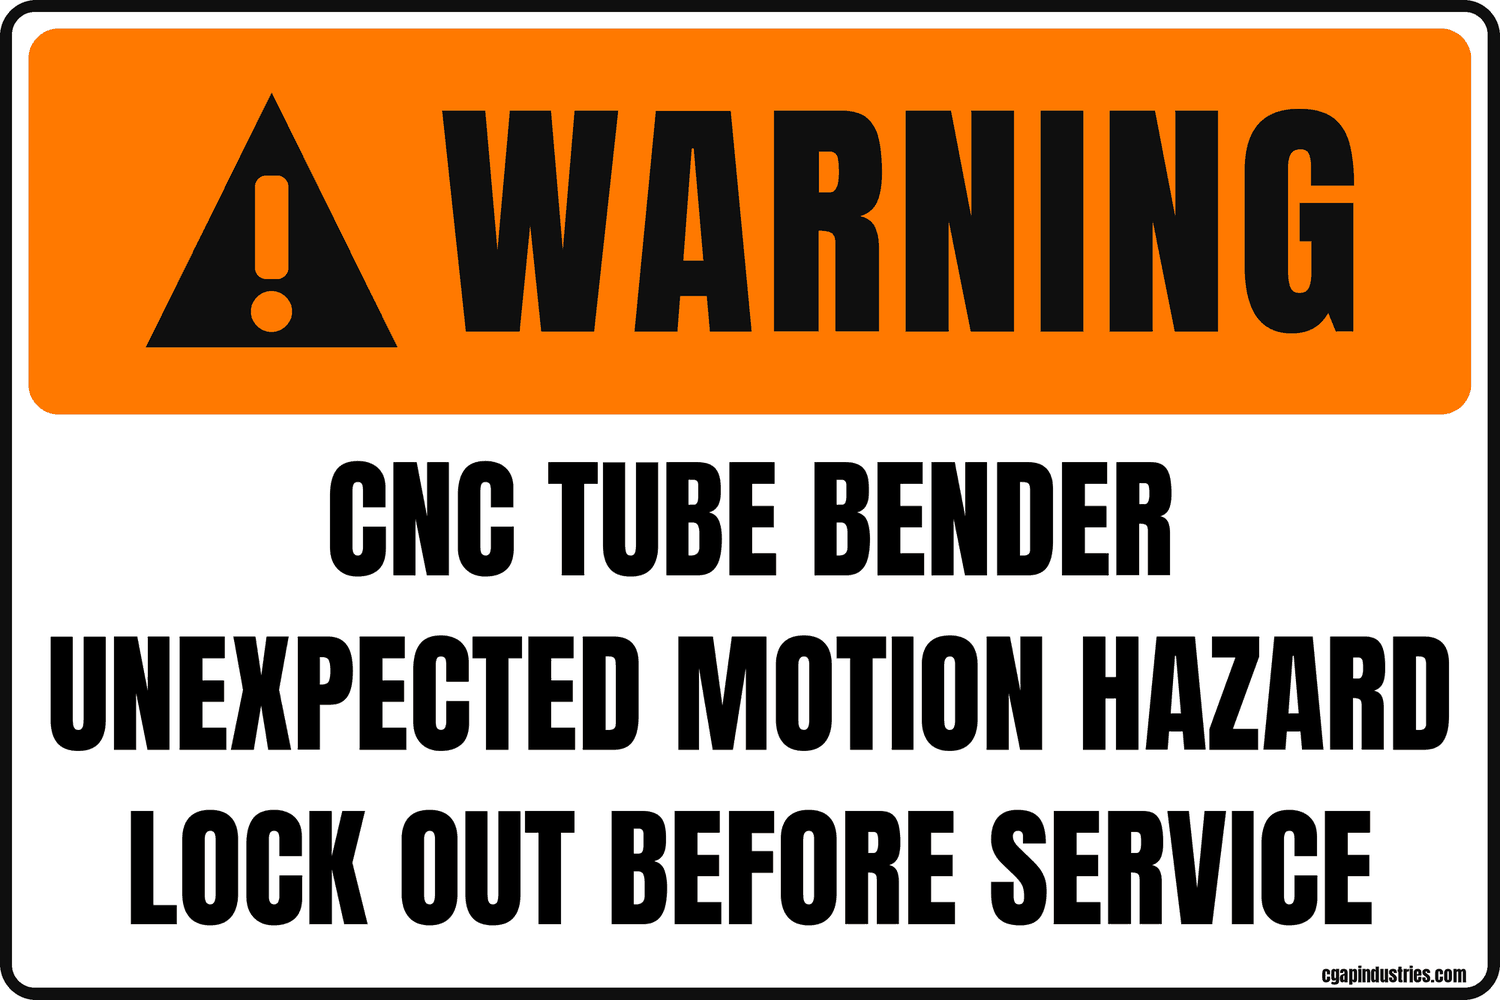 WARNING
CNC TUBE BENDER
UNEXPECTED MOTION HAZARD
LOCK OUT BEFORE SERVICE
cgapindustries.com